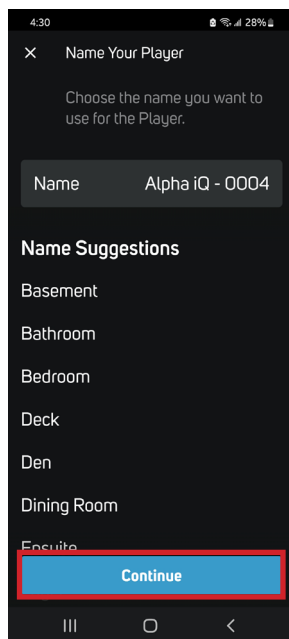 4:30
28%
Name Your Player
Choose the name you want to
use for the Player.
Name Alpha iQ - 0004
Name Suggestions
Basement
Bathroom
Bedroom
Deck
Den
Dining Room
Ensuite
Continue